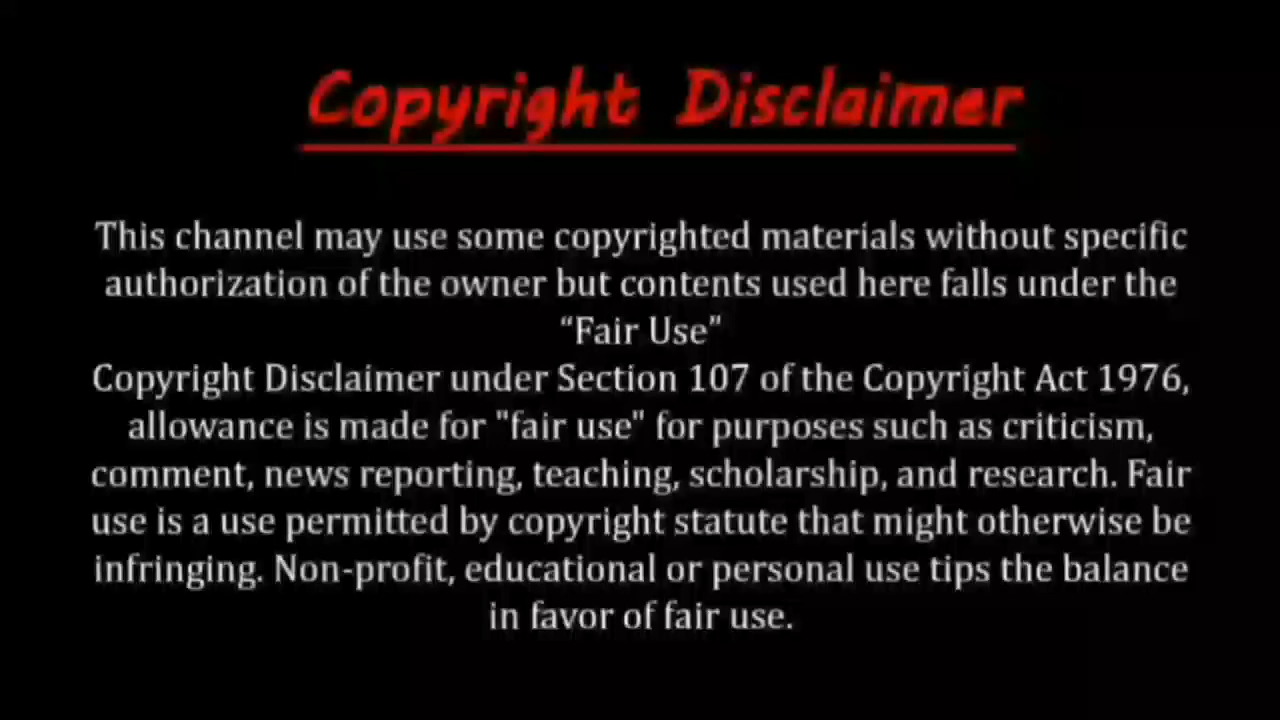 Copyright Disclaimer
This channel may use some copyrighted materials without specific
authorization of the owner but contents used here falls under the
“Fair Use”
Copyright Disclaimer under Section 107 of the Copyright Act 1976,
allowance is made for "fair use" for purposes such as criticism,
comment, news reporting, teaching, scholarship, and research. Fair
use is a use permitted by copyright statute that might otherwise be
infringing. Non-profit, educational or personal use tips the balance
in favor of fair use.